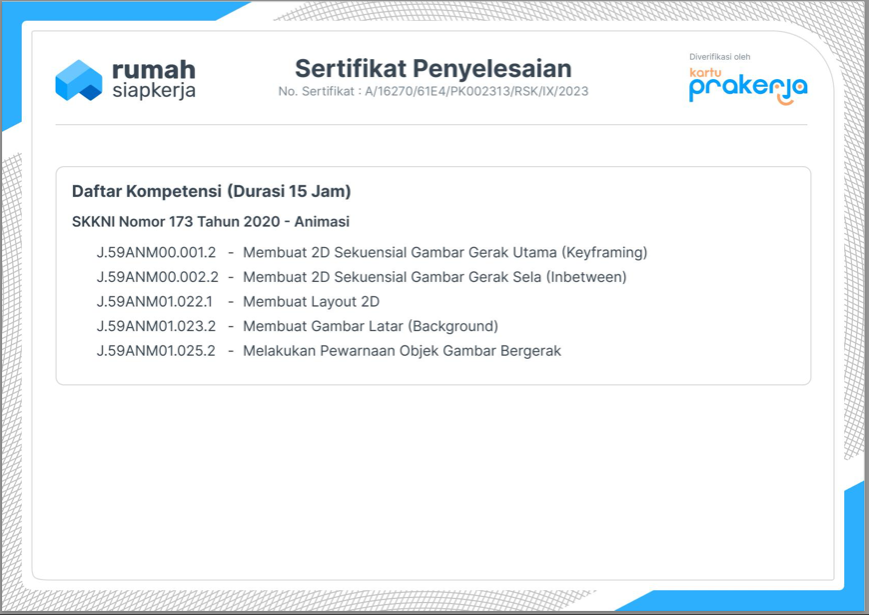 rumah
siapkerja
Sertifikat Penyelesaian
No. Sertifikat : A/16270/61E4/PK002313/RSK/IX/2023
Diverifikasi oleh
kartu
prakerja
Daftar Kompetensi (Durasi 15 Jam)
SKKNI Nomor 173 Tahun 2020 - Animasi
J.59ANM00.001.2 - Membuat 2D Sekuensial Gambar Gerak Utama (Keyframing)
J.59ANM00.002.2 - Membuat 2D Sekuensial Gambar Gerak Sela (Inbetween)
J.59ANM01.022.1 - Membuat Layout 2D
J.59ANM01.023.2 - Membuat Gambar Latar (Background)
J.59ANM01.025.2 - Melakukan Pewarnaan Objek Gambar Bergerak